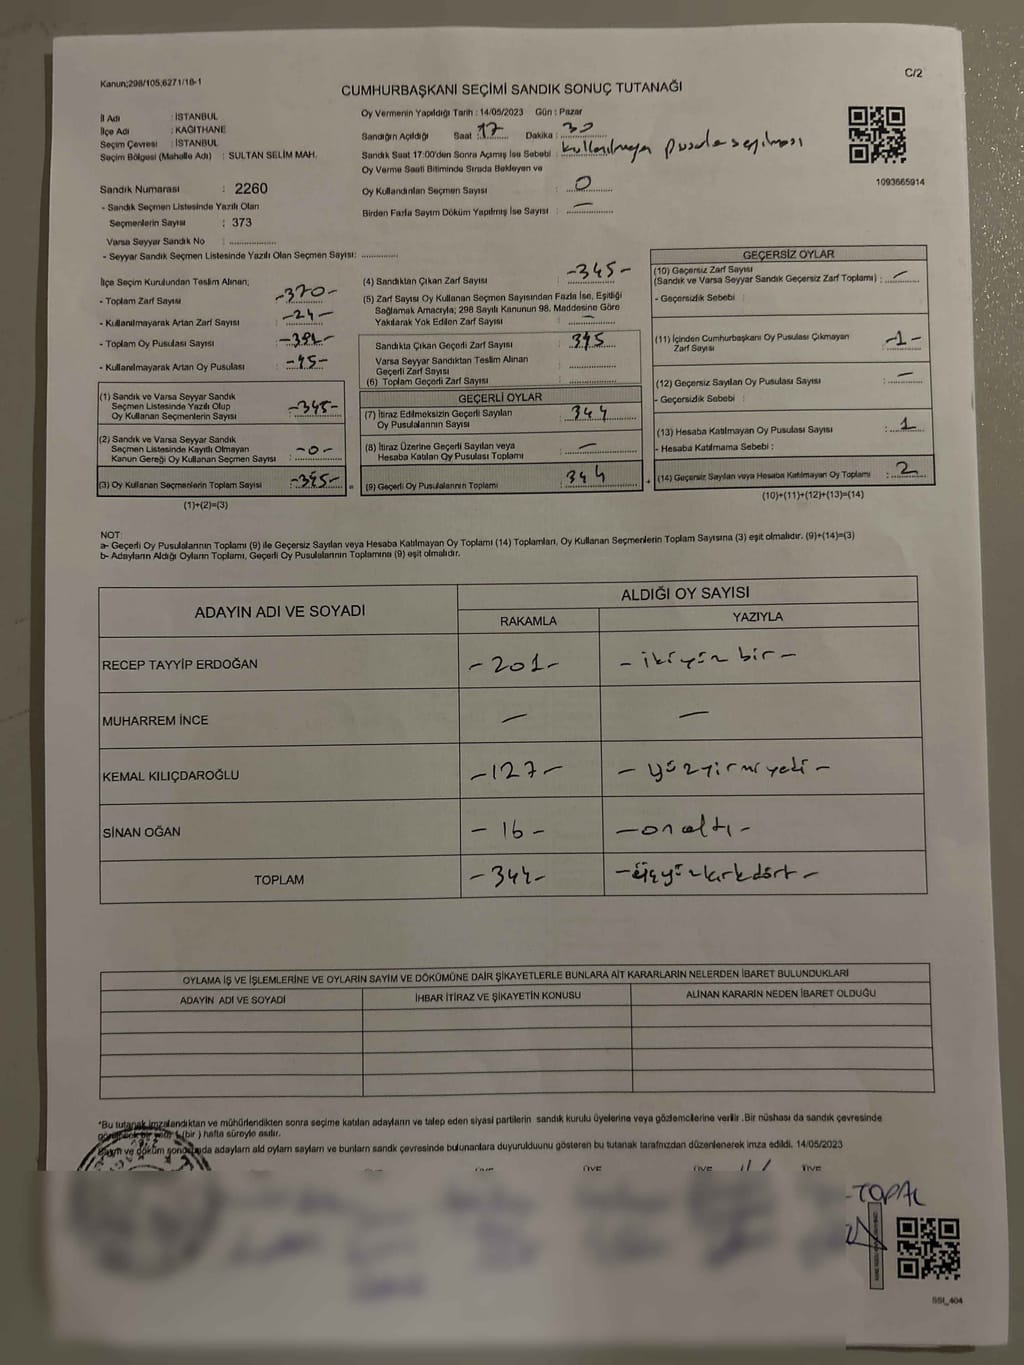 Kanun;298/105;6271/18-1
C/2
CUMHURBAŞKANI SEÇİMİ SANDIK SONUÇ TUTANAĞI
İl Adı : İSTANBUL
İlçe Adı : KAĞITHANE
Seçim Çevresi : İSTANBUL
Seçim Bölgesi (Mahalle Adı) : SULTAN SELİM MAH.
Oy Vermenin Yapıldığı Tarih : 14/05/2023 Gün : Pazar
Sandığın Açıldığı Saat : 17 Dakika : 30
Sandık Saat 17:00'den Sonra Açımış İse Sebebi : kullanılmayan pusula sayılması
Oy Verme Saati Bitiminde Sırada Bekleyen ve
Oy Kullandırılan Seçmen Sayısı : 0
Birden Fazla Sayım Döküm Yapılmış İse Sayısı : —
1093665914
Sandık Numarası : 2260
- Sandık Seçmen Listesinde Yazılı Olan
Seçmenlerin Sayısı : 373
Varsa Seyyar Sandık No : ................
- Seyyar Sandık Seçmen Listesinde Yazılı Olan Seçmen Sayısı: .............
İlçe Seçim Kurulundan Teslim Alınan;
- Toplam Zarf Sayısı : -370-
- Kullanılmayarak Artan Zarf Sayısı : -24-
- Toplam Oy Pusulası Sayısı :
- Kullanılmayarak Artan Oy Pusulası :
(1) Sandık ve Varsa Seyyar Sandık
Seçmen Listesinde Yazılı Olup
Oy Kullanan Seçmenlerin Sayısı : -345-
(2) Sandık ve Varsa Seyyar Sandık
Seçmen Listesinde Kayıtlı Olmayan
Kanun Gereği Oy Kullanan Seçmen Sayısı : -0-
(3) Oy Kullanan Seçmenlerin Toplam Sayısı : -345-
(1)+(2)=(3)
(4) Sandıktan Çıkan Zarf Sayısı : -345-
(5) Zarf Sayısı Oy Kullanan Seçmen Sayısından Fazla İse, Eşitliği
Sağlamak Amacıyla; 298 Sayılı Kanunun 98. Maddesine Göre
Yakılarak Yok Edilen Zarf Sayısı : —
Sandıkta Çıkan Geçerli Zarf Sayısı : 345
Varsa Seyyar Sandıktan Teslim Alınan
Geçerli Zarf Sayısı
(6) Toplam Geçerli Zarf Sayısı
GEÇERLİ OYLAR
(7) İtiraz Edilmeksizin Geçerli Sayılan
Oy Pusulalarının Sayısı : 344
(8) İtiraz Üzerine Geçerli Sayılan veya
Hesaba Katılan Oy Pusulası Toplamı : —
(9) Geçerli Oy Pusulalarının Toplamı : 344
GEÇERSİZ OYLAR
(10) Geçersiz Zarf Sayısı
(Sandık ve Varsa Seyyar Sandık Geçersiz Zarf Toplamı) : —
- Geçersizlik Sebebi :
(11) İçinden Cumhurbaşkanı Oy Pusulası Çıkmayan
Zarf Sayısı : -1-
(12) Geçersiz Sayılan Oy Pusulası Sayısı : —
- Geçersizlik Sebebi :
(13) Hesaba Katılmayan Oy Pusulası Sayısı : 1
- Hesaba Katılmama Sebebi :
(14) Geçersiz Sayılan veya Hesaba Katılmayan Oy Toplamı : 2
(10)+(11)+(12)+(13)=(14)
NOT:
a- Geçerli Oy Pusulalarının Toplamı (9) ile Geçersiz Sayılan veya Hesaba Katılmayan Oy Toplamı (14) Toplamları, Oy Kullanan Seçmenlerin Toplam Sayısına (3) eşit olmalıdır. (9)+(14)=(3)
b- Adayların Aldığı Oyların Toplamı, Geçerli Oy Pusulalarının Toplamına (9) eşit olmalıdır.
ADAYIN ADI VE SOYADI
ALDIĞI OY SAYISI
RAKAMLA
YAZIYLA
RECEP TAYYİP ERDOĞAN -201- - ikiyüz bir -
MUHARREM İNCE — —
KEMAL KILIÇDAROĞLU -127- - yüzyirmiyedi -
SİNAN OĞAN - 16 - - onaltı -
TOPLAM -344- - üçyüzkırkdört -
OYLAMA İŞ VE İŞLEMLERİNE VE OYLARIN SAYIM VE DÖKÜMÜNE DAİR ŞİKAYETLERLE BUNLARA AİT KARARLARIN NELERDEN İBARET BULUNDUKLARI
ADAYIN ADI VE SOYADI
İHBAR İTİRAZ VE ŞİKAYETİN KONUSU
ALINAN KARARIN NEDEN İBARET OLDUĞU
*Bu tutanak imzalandıktan ve mühürlendikten sonra seçime katılan adayların ve talep eden siyasi partilerin sandık kurulu üyelerine veya gözlemcilerine verilir .Bir nüshası da sandık çevresinde
(bir ) hafta süreyle asılır.
ve döküm adayların ald oyların sayların ve bunların sandık çevresinde bulunanlara duyurulduunu gösteren bu tutanak tarafınızdan düzenlenerek imza edildi. 14/05/2023
ÜYE ÜYE ÜYE
-TOPAL
SSI_404